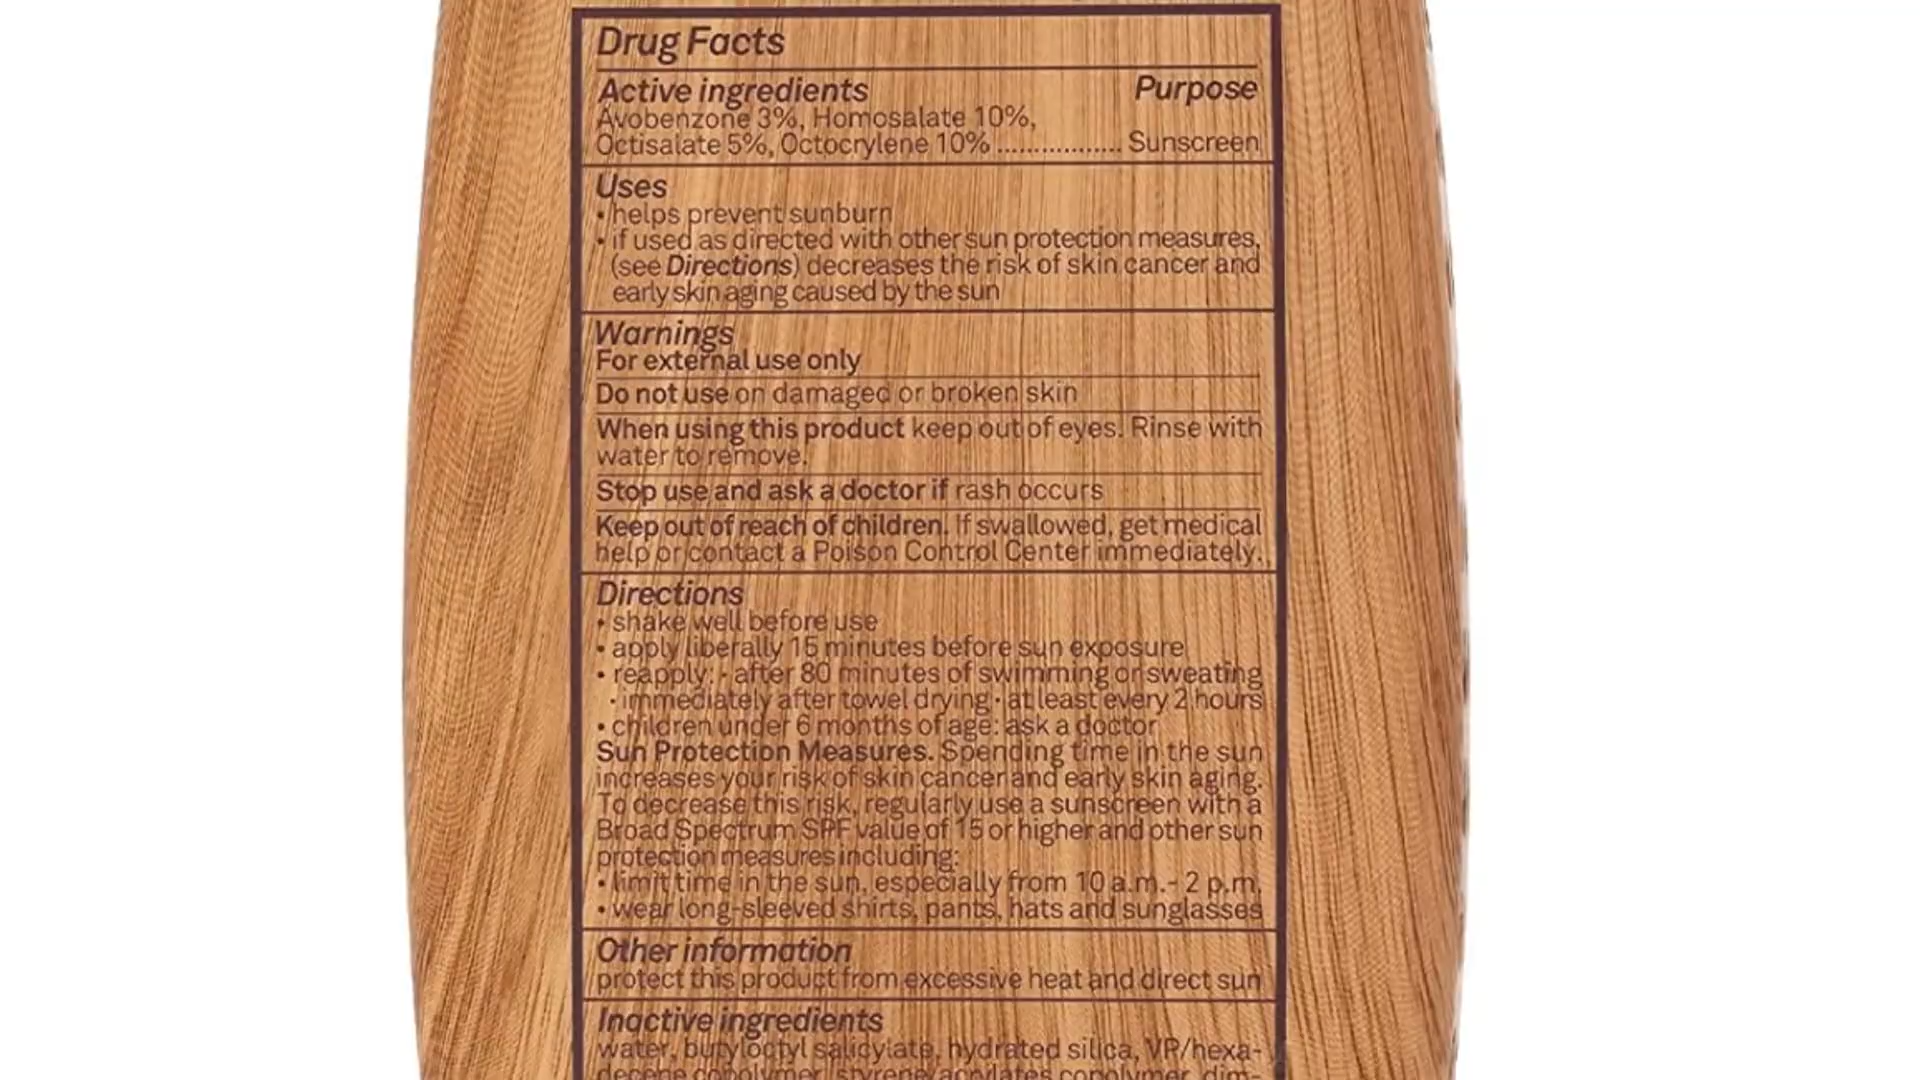 Drug Facts
Active ingredients Purpose
Avobenzone 3%, Homosalate 10%,
Octisalate 5%, Octocrylene 10% ................. Sunscreen
Uses
• helps prevent sunburn
• if used as directed with other sun protection measures,
(see Directions) decreases the risk of skin cancer and
early skin aging caused by the sun
Warnings
For external use only
Do not use on damaged or broken skin
When using this product keep out of eyes. Rinse with
water to remove.
Stop use and ask a doctor if rash occurs
Keep out of reach of children. If swallowed, get medical
help or contact a Poison Control Center immediately.
Directions
• shake well before use
• apply liberally 15 minutes before sun exposure
• reapply: · after 80 minutes of swimming or sweating
· immediately after towel drying · at least every 2 hours
• children under 6 months of age: ask a doctor
Sun Protection Measures. Spending time in the sun
increases your risk of skin cancer and early skin aging.
To decrease this risk, regularly use a sunscreen with a
Broad Spectrum SPF value of 15 or higher and other sun
protection measures including:
• limit time in the sun, especially from 10 a.m.- 2 p.m.
• wear long-sleeved shirts, pants, hats and sunglasses
Other information
protect this product from excessive heat and direct sun
Inactive ingredients
water, butyloctyl salicylate, hydrated silica, VP/hexa-
decene copolymer, styrene/acrylates copolymer, dim-